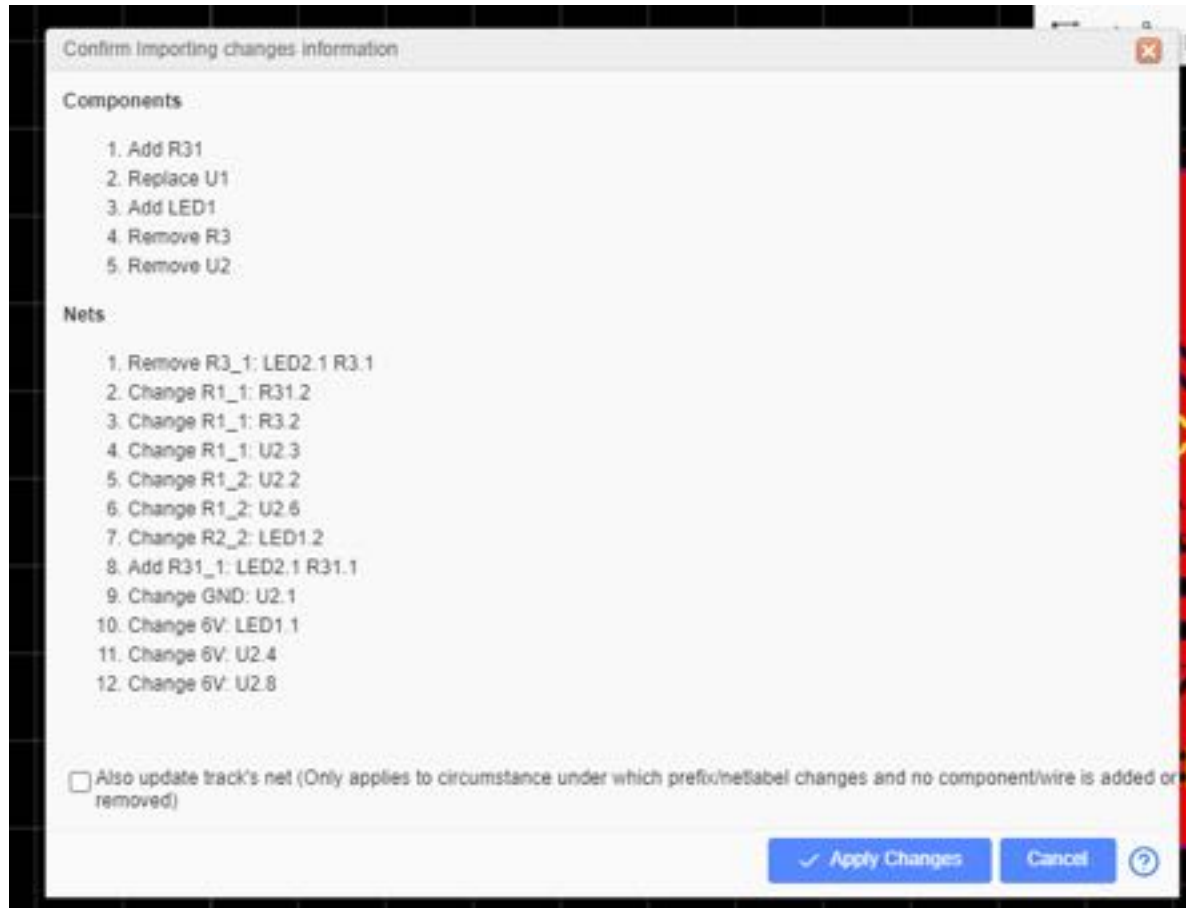 Confirm Importing changes information
Components
1. Add R31
2. Replace U1
3. Add LED1
4. Remove R3
5. Remove U2
Nets
1. Remove R3_1: LED2.1 R3.1
2. Change R1_1: R31.2
3. Change R1_1: R3.2
4. Change R1_1: U2.3
5. Change R1_2: U2.2
6. Change R1_2: U2.6
7. Change R2_2: LED1.2
8. Add R31_1: LED2.1 R31.1
9. Change GND: U2.1
10. Change 6V: LED1.1
11. Change 6V: U2.4
12. Change 6V: U2.8
Also update track's net (Only applies to circumstance under which prefix/netlabel changes and no component/wire is added or
removed)
Apply Changes Cancel ?